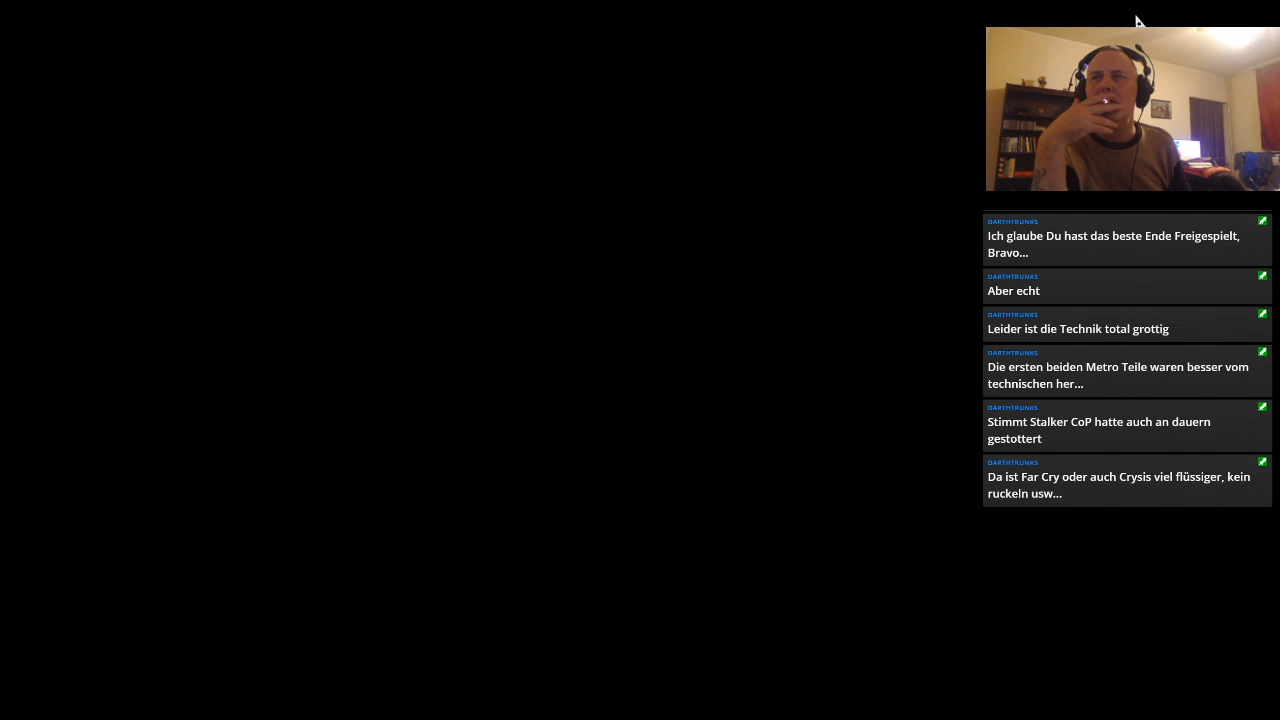 DARTHTRUNKS
Ich glaube Du hast das beste Ende Freigespielt,
Bravo...
DARTHTRUNKS
Aber echt
DARTHTRUNKS
Leider ist die Technik total grottig
DARTHTRUNKS
Die ersten beiden Metro Teile waren besser vom
technischen her...
DARTHTRUNKS
Stimmt Stalker CoP hatte auch an dauern
gestottert
DARTHTRUNKS
Da ist Far Cry oder auch Crysis viel flüssiger, kein
ruckeln usw...